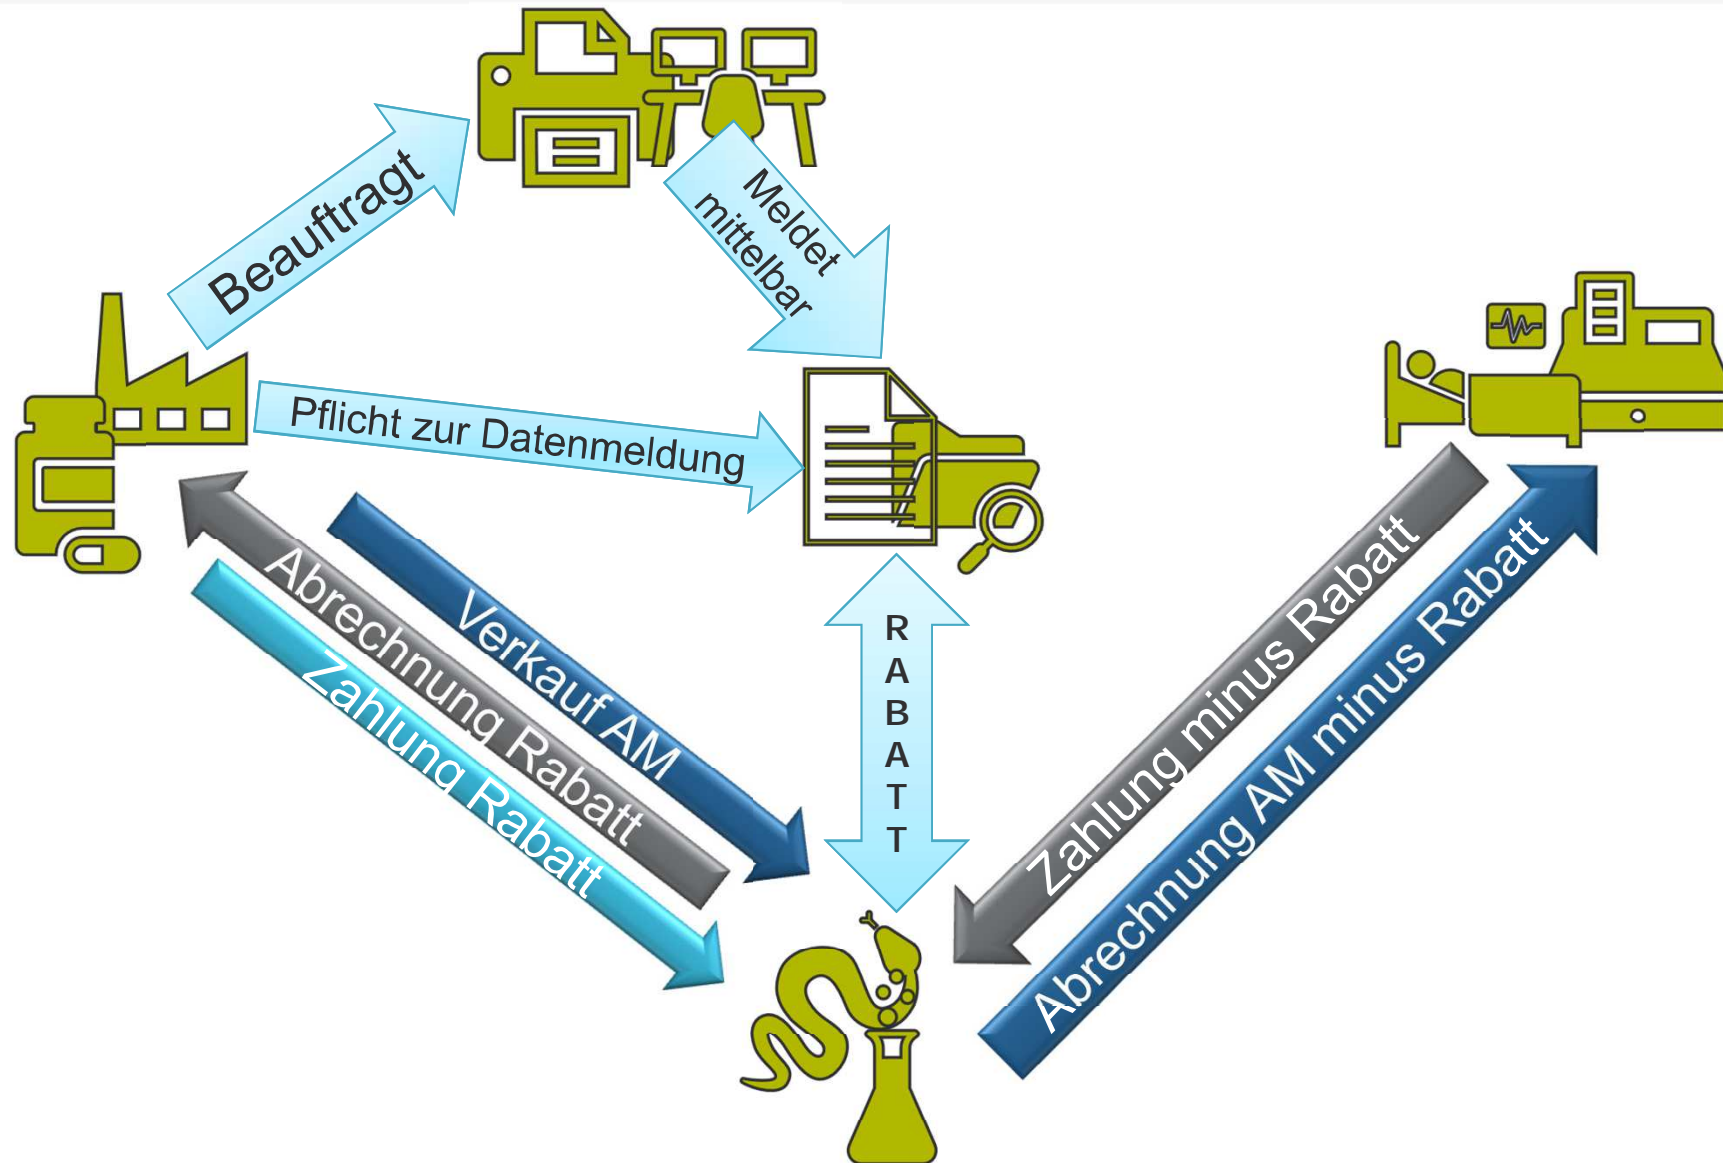 Beauftragt
Meldet
mittelbar
Pflicht zur Datenmeldung
Verkauf AM
Abrechnung Rabatt
Zahlung Rabatt
RABATT
Zahlung minus Rabatt
Abrechnung AM minus Rabatt